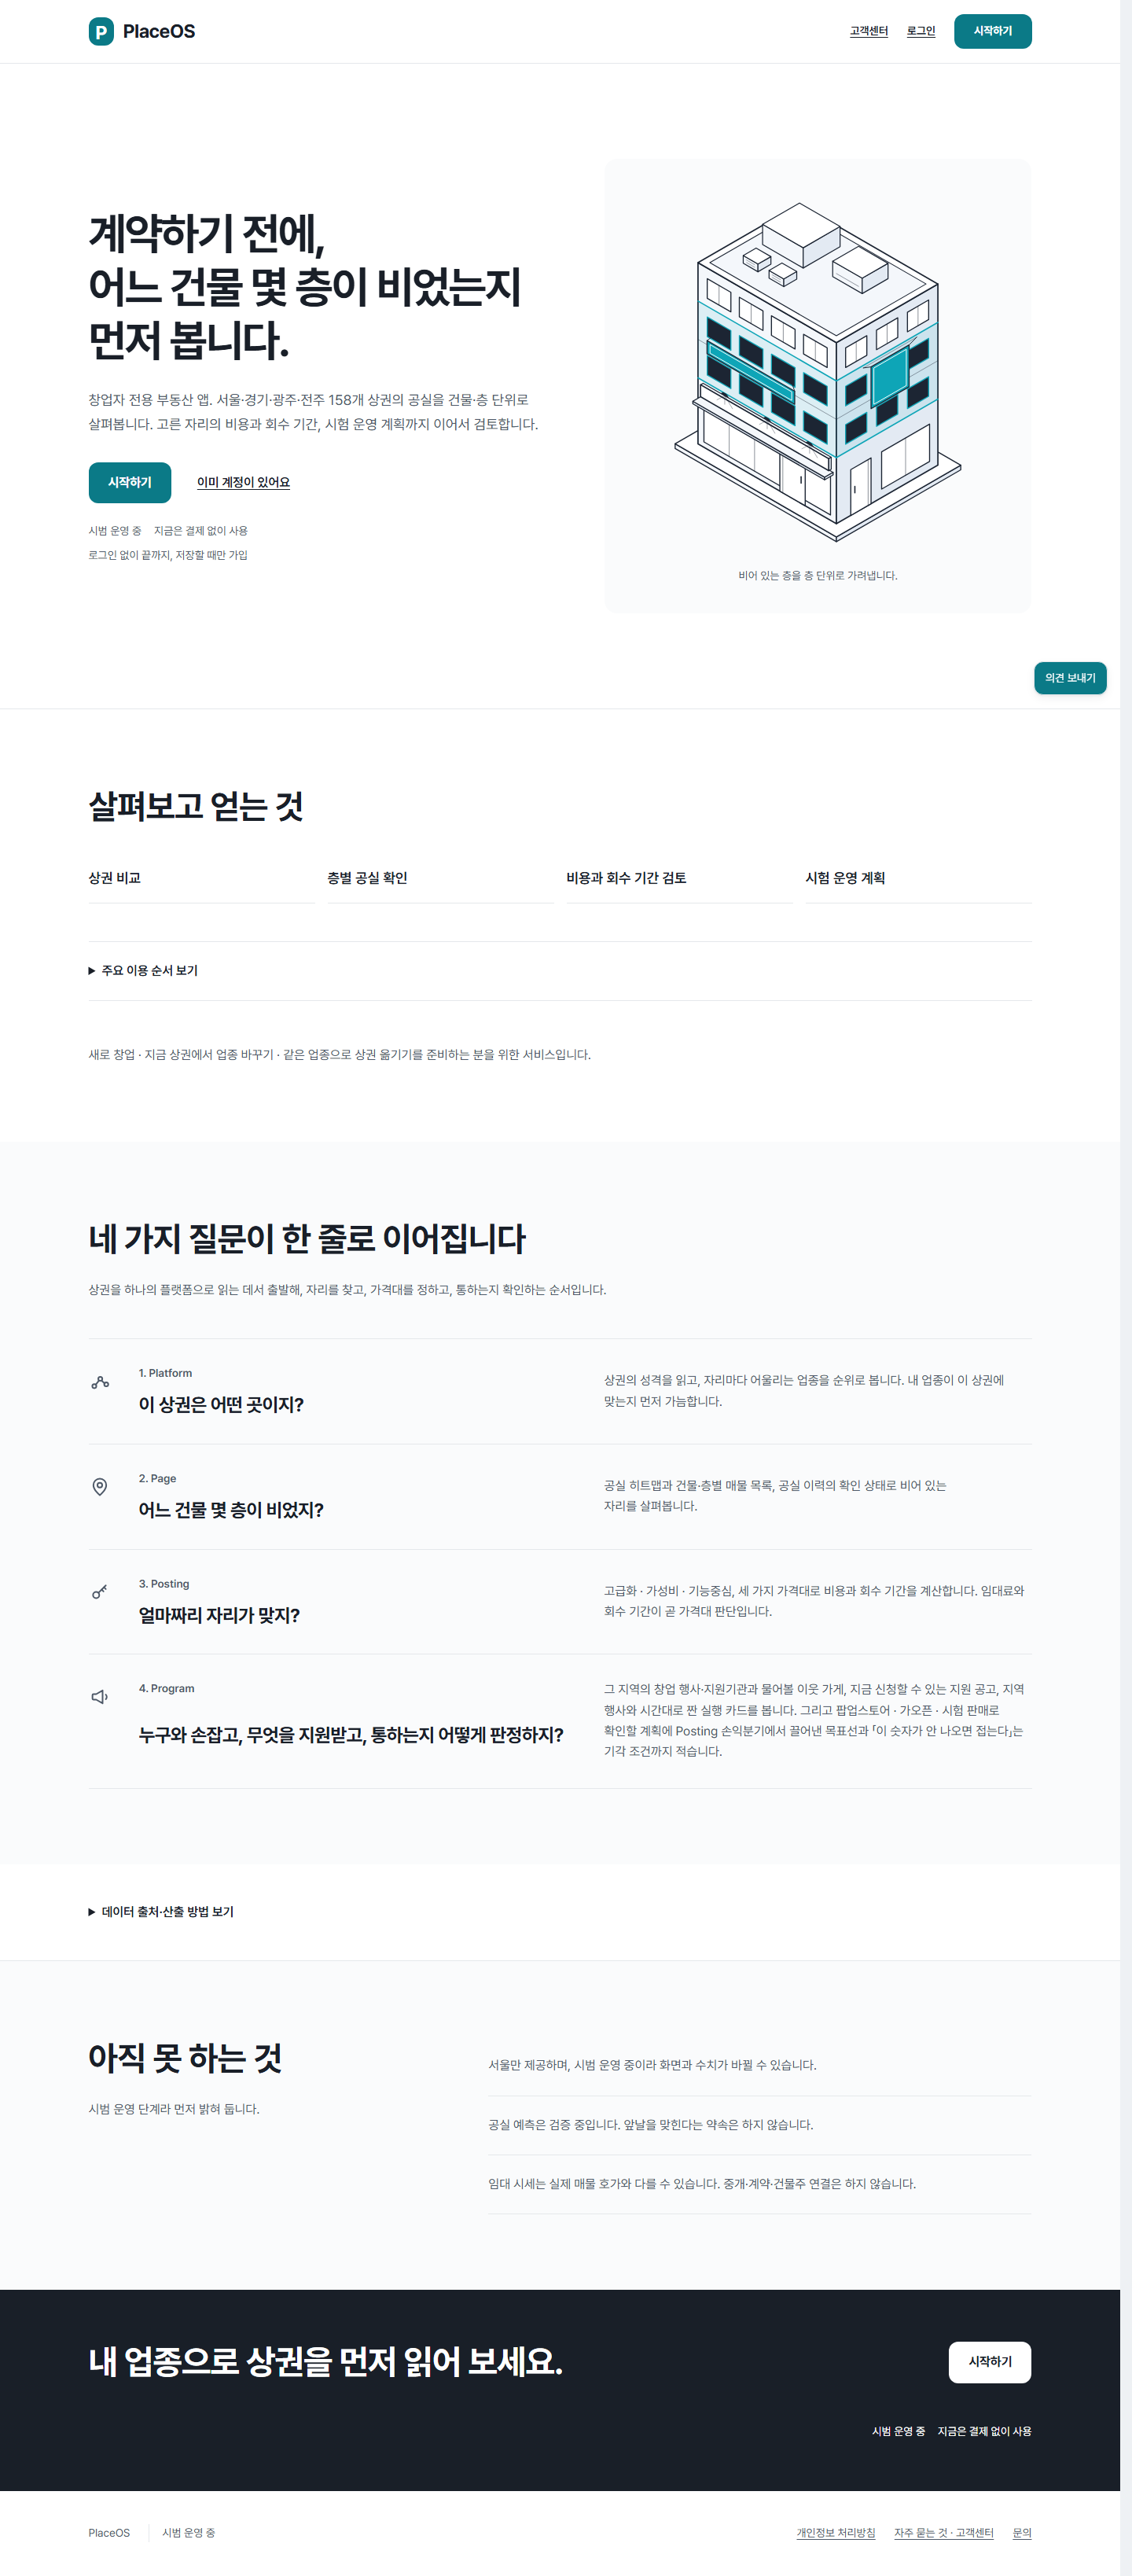 P PlaceOS
고객센터 로그인 시작하기
계약하기 전에,
어느 건물 몇 층이 비었는지
먼저 봅니다.
창업자 전용 부동산 앱. 서울·경기·광주·전주 158개 상권의 공실을 건물·층 단위로
살펴봅니다. 고른 자리의 비용과 회수 기간, 시험 운영 계획까지 이어서 검토합니다.
시작하기 이미 계정이 있어요
시범 운영 중 지금은 결제 없이 사용
로그인 없이 끝까지, 저장할 때만 가입
비어 있는 층을 층 단위로 가려냅니다.
의견 보내기
살펴보고 얻는 것
상권 비교
층별 공실 확인
비용과 회수 기간 검토
시험 운영 계획
주요 이용 순서 보기
새로 창업 · 지금 상권에서 업종 바꾸기 · 같은 업종으로 상권 옮기기를 준비하는 분을 위한 서비스입니다.
네 가지 질문이 한 줄로 이어집니다
상권을 하나의 플랫폼으로 읽는 데서 출발해, 자리를 찾고, 가격대를 정하고, 통하는지 확인하는 순서입니다.
1. Platform
이 상권은 어떤 곳이지?
상권의 성격을 읽고, 자리마다 어울리는 업종을 순위로 봅니다. 내 업종이 이 상권에
맞는지 먼저 가늠합니다.
2. Page
어느 건물 몇 층이 비었지?
공실 히트맵과 건물·층별 매물 목록, 공실 이력의 확인 상태로 비어 있는
자리를 살펴봅니다.
3. Posting
얼마짜리 자리가 맞지?
고급화 · 가성비 · 기능중심, 세 가지 가격대로 비용과 회수 기간을 계산합니다. 임대료와
회수 기간이 곧 가격대 판단입니다.
4. Program
누구와 손잡고, 무엇을 지원받고, 통하는지 어떻게 판정하지?
그 지역의 창업 행사·지원기관과 물어볼 이웃 가게, 지금 신청할 수 있는 지원 공고, 지역
행사와 시간대로 짠 실행 카드를 봅니다. 그리고 팝업스토어 · 가오픈 · 시험 판매로
확인할 계획에 Posting 손익분기에서 끌어낸 목표선과 「이 숫자가 안 나오면 접는다」는
기각 조건까지 적습니다.
데이터 출처·산출 방법 보기
아직 못 하는 것
시범 운영 단계라 먼저 밝혀 둡니다.
서울만 제공하며, 시범 운영 중이라 화면과 수치가 바뀔 수 있습니다.
공실 예측은 검증 중입니다. 앞날을 맞힌다는 약속은 하지 않습니다.
임대 시세는 실제 매물 호가와 다를 수 있습니다. 중개·계약·건물주 연결은 하지 않습니다.
내 업종으로 상권을 먼저 읽어 보세요.
시작하기
시범 운영 중 지금은 결제 없이 사용
PlaceOS 시범 운영 중
개인정보 처리방침 자주 묻는 것 · 고객센터 문의